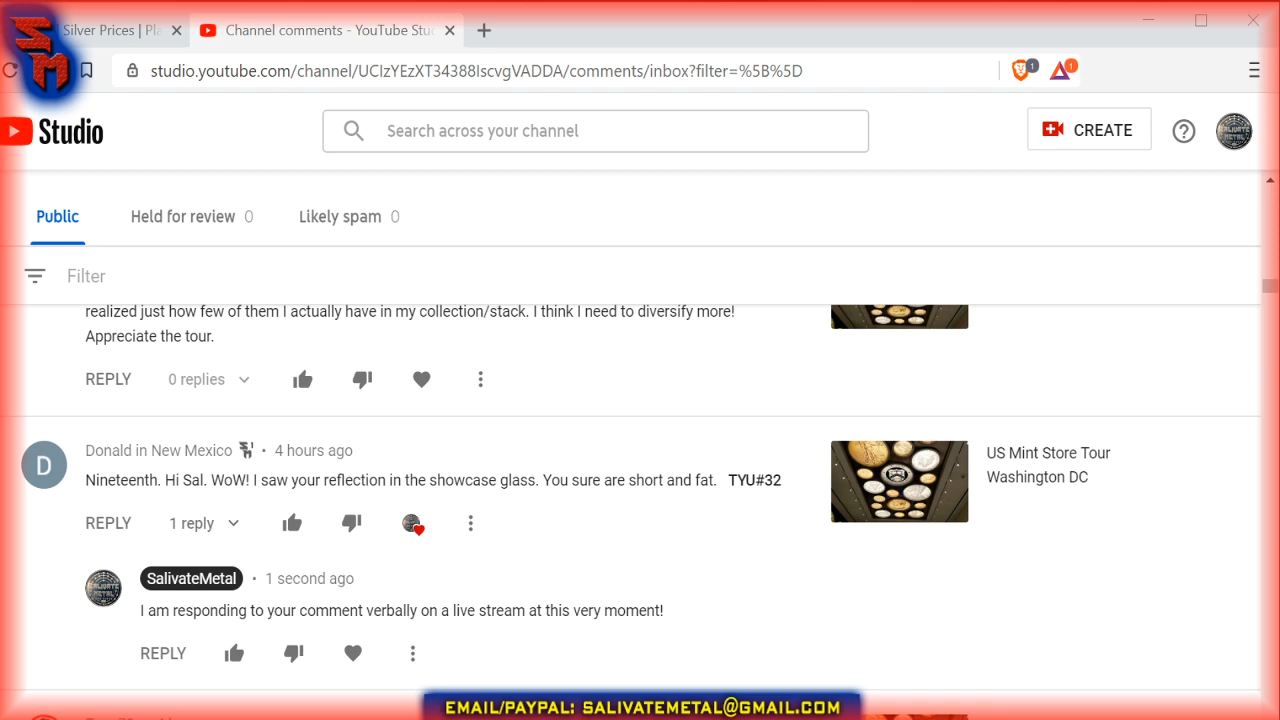 SM
Silver Prices | Pla
Channel comments - YouTube Stu
studio.youtube.com/channel/UCIzYEzXT34388IscvgVADDA/comments/inbox?filter=%5B%5D
1
1
Studio
Search across your channel
CREATE
Public
Held for review 0
Likely spam 0
Filter
realized just how few of them I actually have in my collection/stack. I think I need to diversify more!
Appreciate the tour.
REPLY 0 replies
D
Donald in New Mexico • 4 hours ago
Nineteenth. Hi Sal. WoW! I saw your reflection in the showcase glass. You sure are short and fat. TYU#32
US Mint Store Tour
Washington DC
REPLY 1 reply
SalivateMetal • 1 second ago
I am responding to your comment verbally on a live stream at this very moment!
REPLY
EMAIL/PAYPAL: SALIVATEMETAL@GMAIL.COM